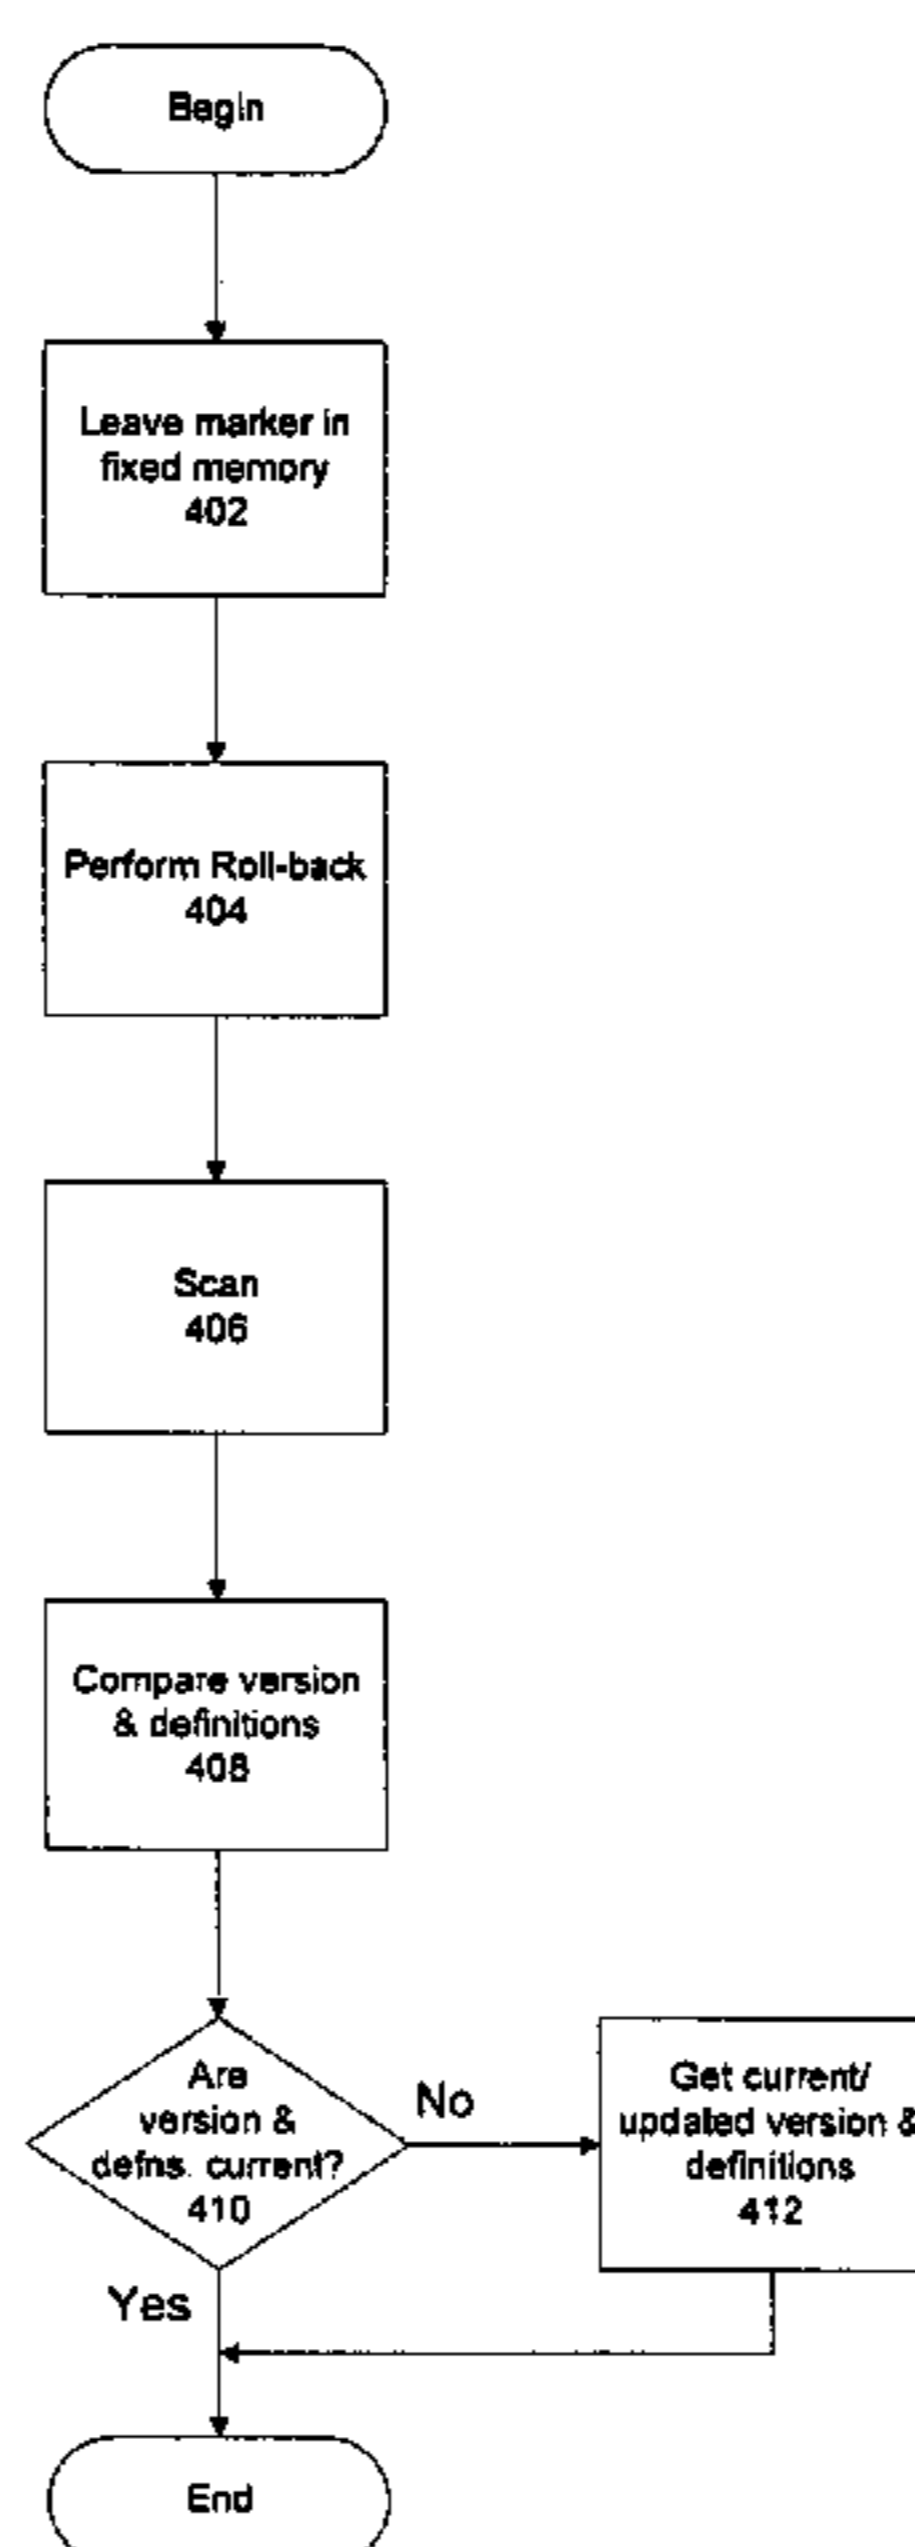 Begin
Leave marker in
fixed memory
402
Perform Roll-back
404
Scan
406
Compare version
& definitions
408
Are
version &
defns. current?
410
No
Get current/
updated version &
definitions
412
Yes
End